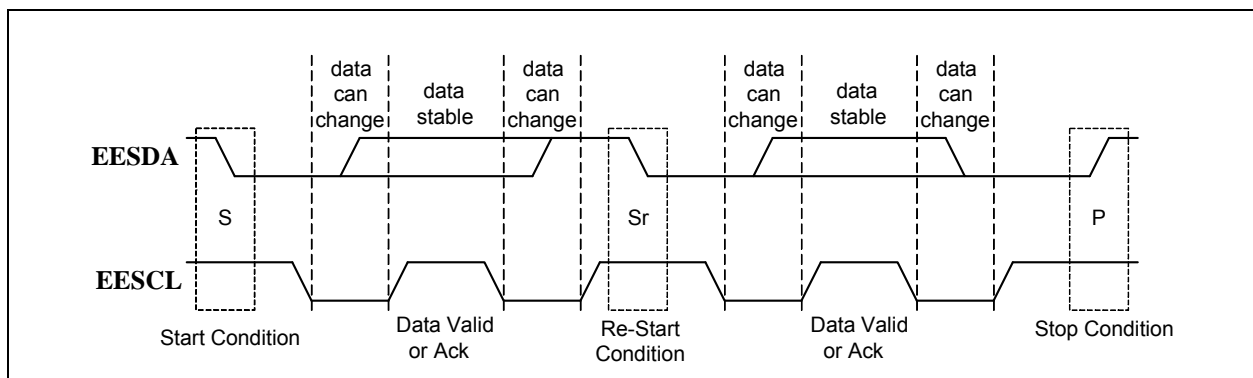 data
can
change
data
stable
data
can
change
data
can
change
data
stable
data
can
change
EESDA
S
Sr
P
EESCL
Start Condition
Data Valid
or Ack
Re-Start
Condition
Data Valid
or Ack
Stop Condition